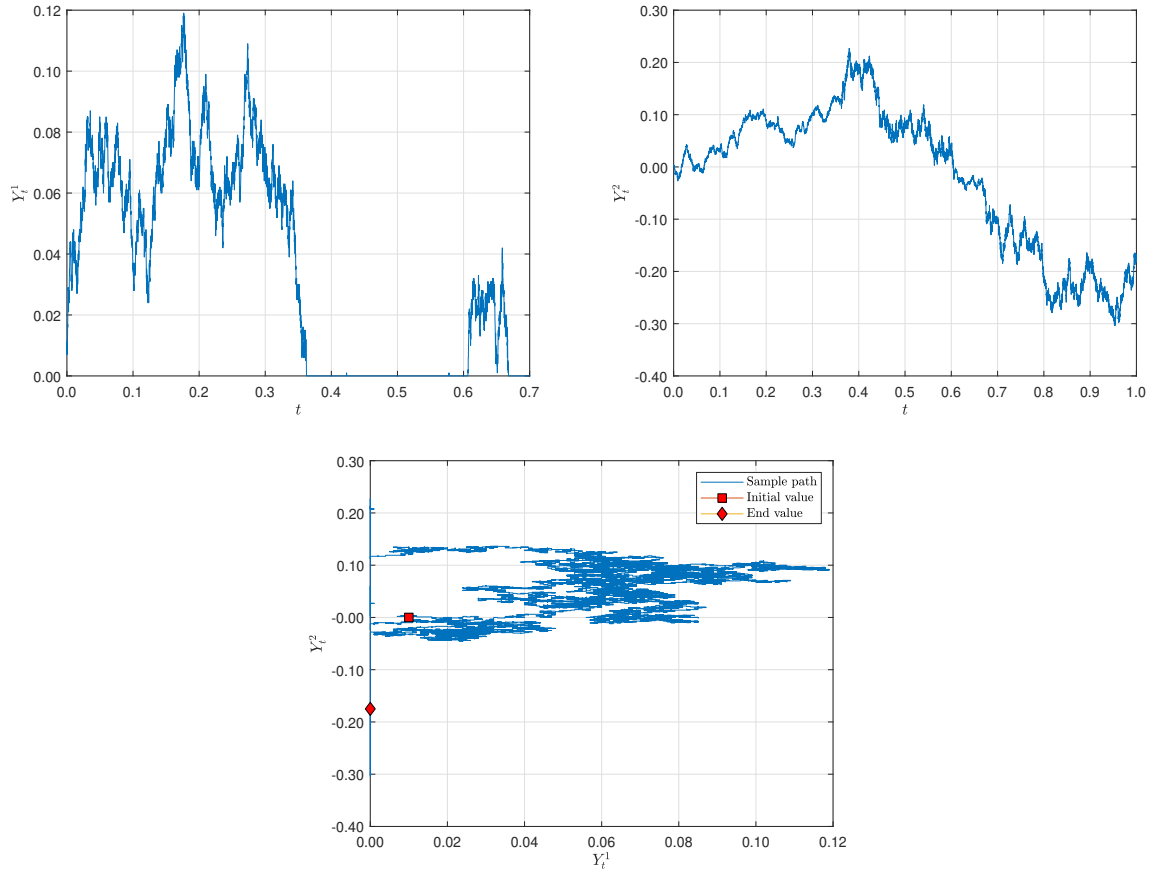 0.12
0.10
0.08
0.06
0.04
0.02
0.00
0.0 0.1 0.2 0.3 0.4 0.5 0.6 0.7
t
Y_t^1
0.30
0.20
0.10
0.00
-0.10
-0.20
-0.30
-0.40
0.0 0.1 0.2 0.3 0.4 0.5 0.6 0.7 0.8 0.9 1.0
t
Y_t^2
0.30
0.20
0.10
-0.00
-0.10
-0.20
-0.30
-0.40
0.00 0.02 0.04 0.06 0.08 0.10 0.12
Y_t^1
Y_t^2
Sample path
Initial value
End value